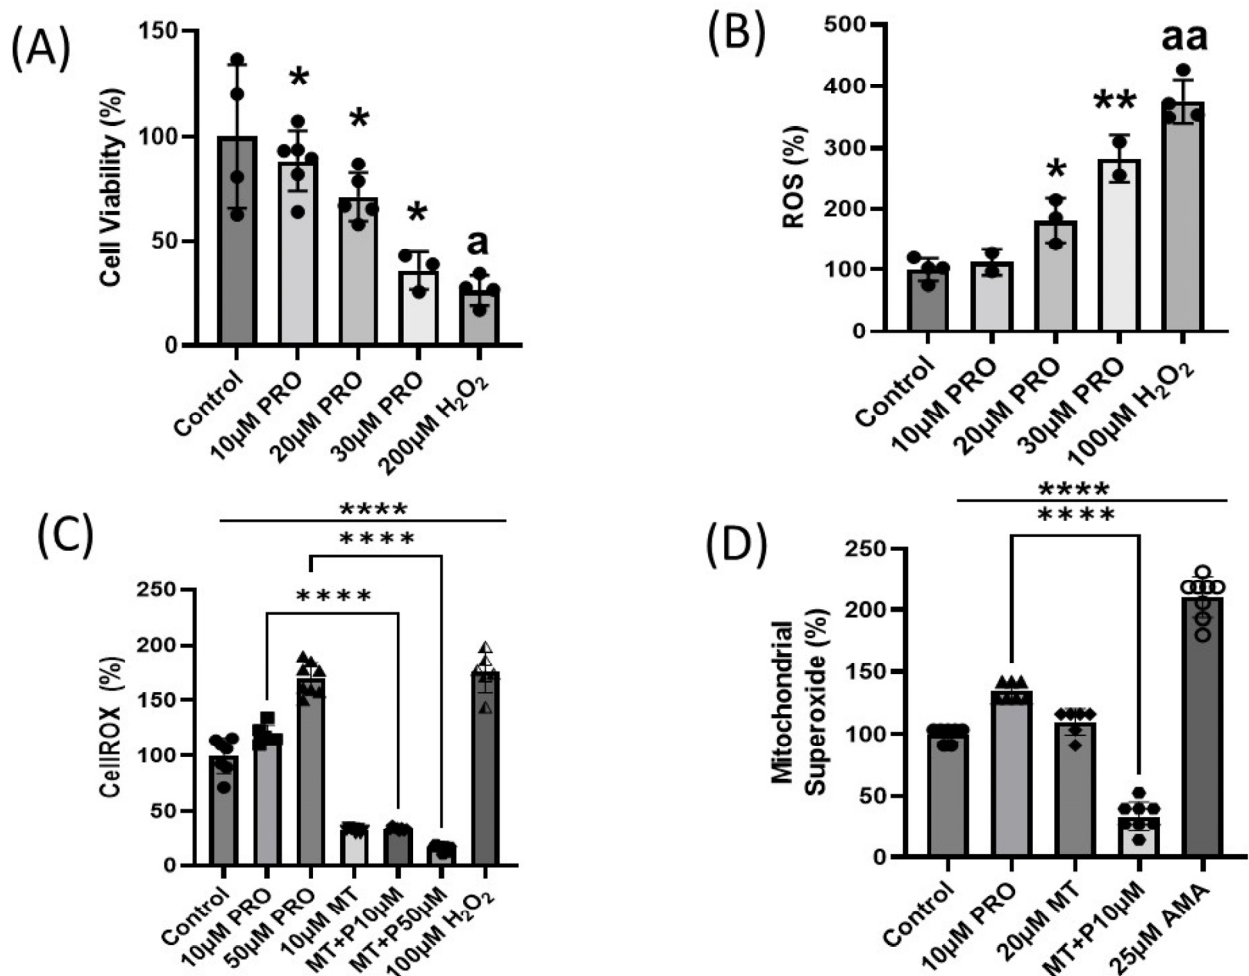 (A)
Cell Viability (%)
150
100
50
0
*
*
*
a
Control
10µM PRO
20µM PRO
30µM PRO
200µM H₂O₂
(B)
ROS (%)
500
400
300
200
100
0
*
**
aa
Control
10µM PRO
20µM PRO
30µM PRO
100µM H₂O₂
(C)
CellROX (%)
250
200
150
100
50
0
****
****
****
Control
10µM PRO
50µM PRO
10µM MT
MT+P10µM
MT+P50µM
100µM H₂O₂
(D)
Mitochondrial
Superoxide (%)
250
200
150
100
50
0
****
****
Control
10µM PRO
20µM MT
MT+P10µM
25µM AMA